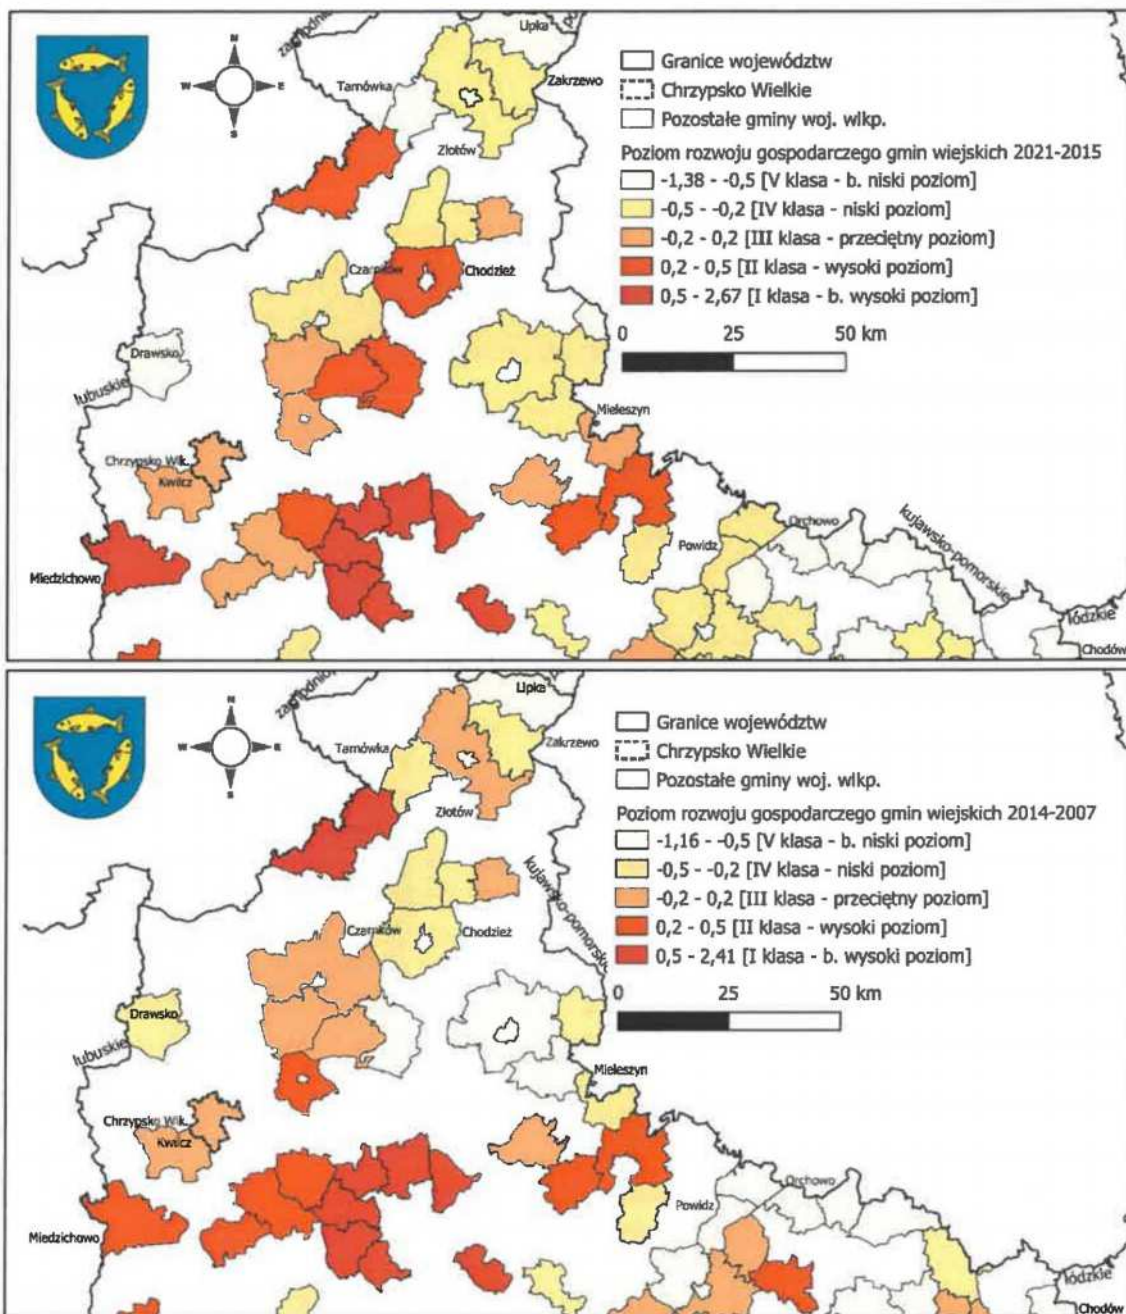 Lipka
N
W
E
S
Tarnówka
Zakrzewo
Złotów
Granice województw
Chrzypsko Wielkie
Pozostałe gminy woj. wlkp.
Poziom rozwoju gospodarczego gmin wiejskich 2021-2015
-1,38 - -0,5 [V klasa - b. niski poziom]
-0,5 - -0,2 [IV klasa - niski poziom]
-0,2 - 0,2 [III klasa - przeciętny poziom]
0,2 - 0,5 [II klasa - wysoki poziom]
0,5 - 2,67 [I klasa - b. wysoki poziom]
0 25 50 km
Czarnków
Chodzież
Drawsko
lubuskie
Mieleszyn
Chrzypsko Wlk.
Kwilcz
Miedzichowo
Powidz
Orchowo
kujawsko-pomorskie
łódzkie
Chodów
Lipka
N
W
E
S
Tarnówka
Zakrzewo
Złotów
Granice województw
Chrzypsko Wielkie
Pozostałe gminy woj. wlkp.
Poziom rozwoju gospodarczego gmin wiejskich 2014-2007
-1,16 - -0,5 [V klasa - b. niski poziom]
-0,5 - -0,2 [IV klasa - niski poziom]
-0,2 - 0,2 [III klasa - przeciętny poziom]
0,2 - 0,5 [II klasa - wysoki poziom]
0,5 - 2,41 [I klasa - b. wysoki poziom]
0 25 50 km
kujawsko-pomorskie
Czarnków
Chodzież
Drawsko
lubuskie
Mieleszyn
Chrzypsko Wlk.
Kwilcz
Miedzichowo
Powidz
Orchowo
łódzkie
Chodów